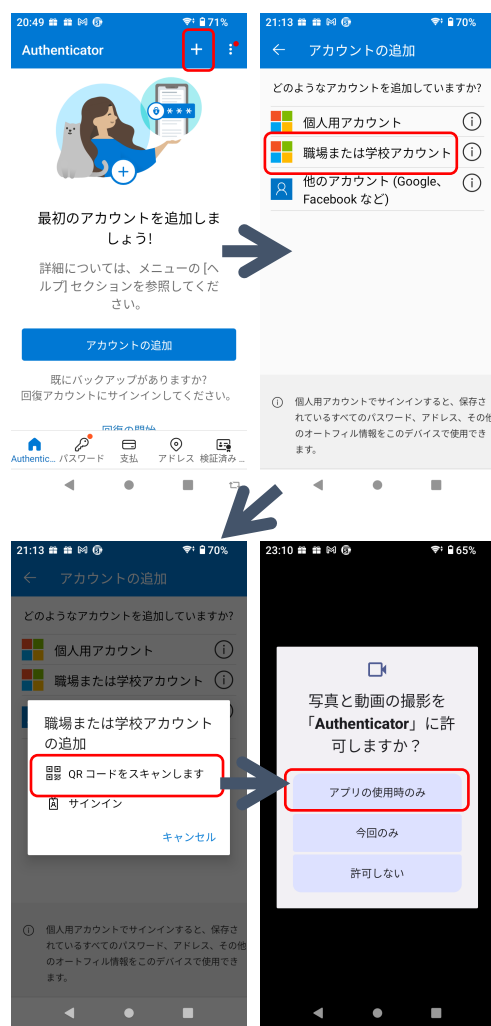 20:49
71%
Authenticator
最初のアカウントを追加しま
しょう!
詳細については、メニューの [ヘ
ルプ] セクションを参照してくだ
さい。
アカウントの追加
既にバックアップがありますか?
回復アカウントにサインインしてください。
回復の開始
Authentic...
パスワード
支払
アドレス
検証済み ...
21:13
70%
アカウントの追加
どのようなアカウントを追加していますか?
個人用アカウント
職場または学校アカウント
他のアカウント (Google、
Facebook など)
個人用アカウントでサインインすると、保存さ
れているすべてのパスワード、アドレス、その他
のオートフィル情報をこのデバイスで使用でき
ます。
21:13
70%
アカウントの追加
どのようなアカウントを追加していますか?
個人用アカウント
職場または学校アカウント
職場または学校アカウント
の追加
QR コードをスキャンします
サインイン
キャンセル
個人用アカウントでサインインすると、保存さ
れているすべてのパスワード、アドレス、その他
のオートフィル情報をこのデバイスで使用でき
ます。
23:10
65%
写真と動画の撮影を
「Authenticator」に許
可しますか？
アプリの使用時のみ
今回のみ
許可しない